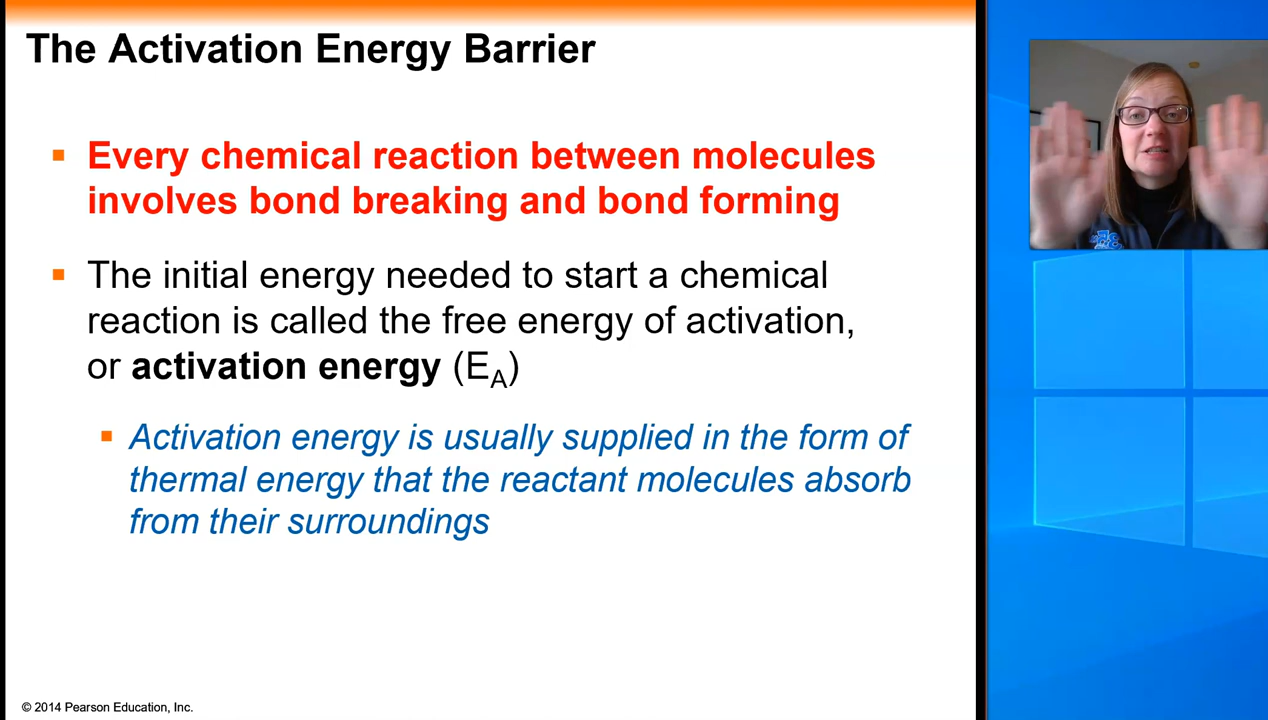 The Activation Energy Barrier
▪ Every chemical reaction between molecules
involves bond breaking and bond forming
▪ The initial energy needed to start a chemical
reaction is called the free energy of activation,
or activation energy (E_A)
▪ Activation energy is usually supplied in the form of
thermal energy that the reactant molecules absorb
from their surroundings
© 2014 Pearson Education, Inc.